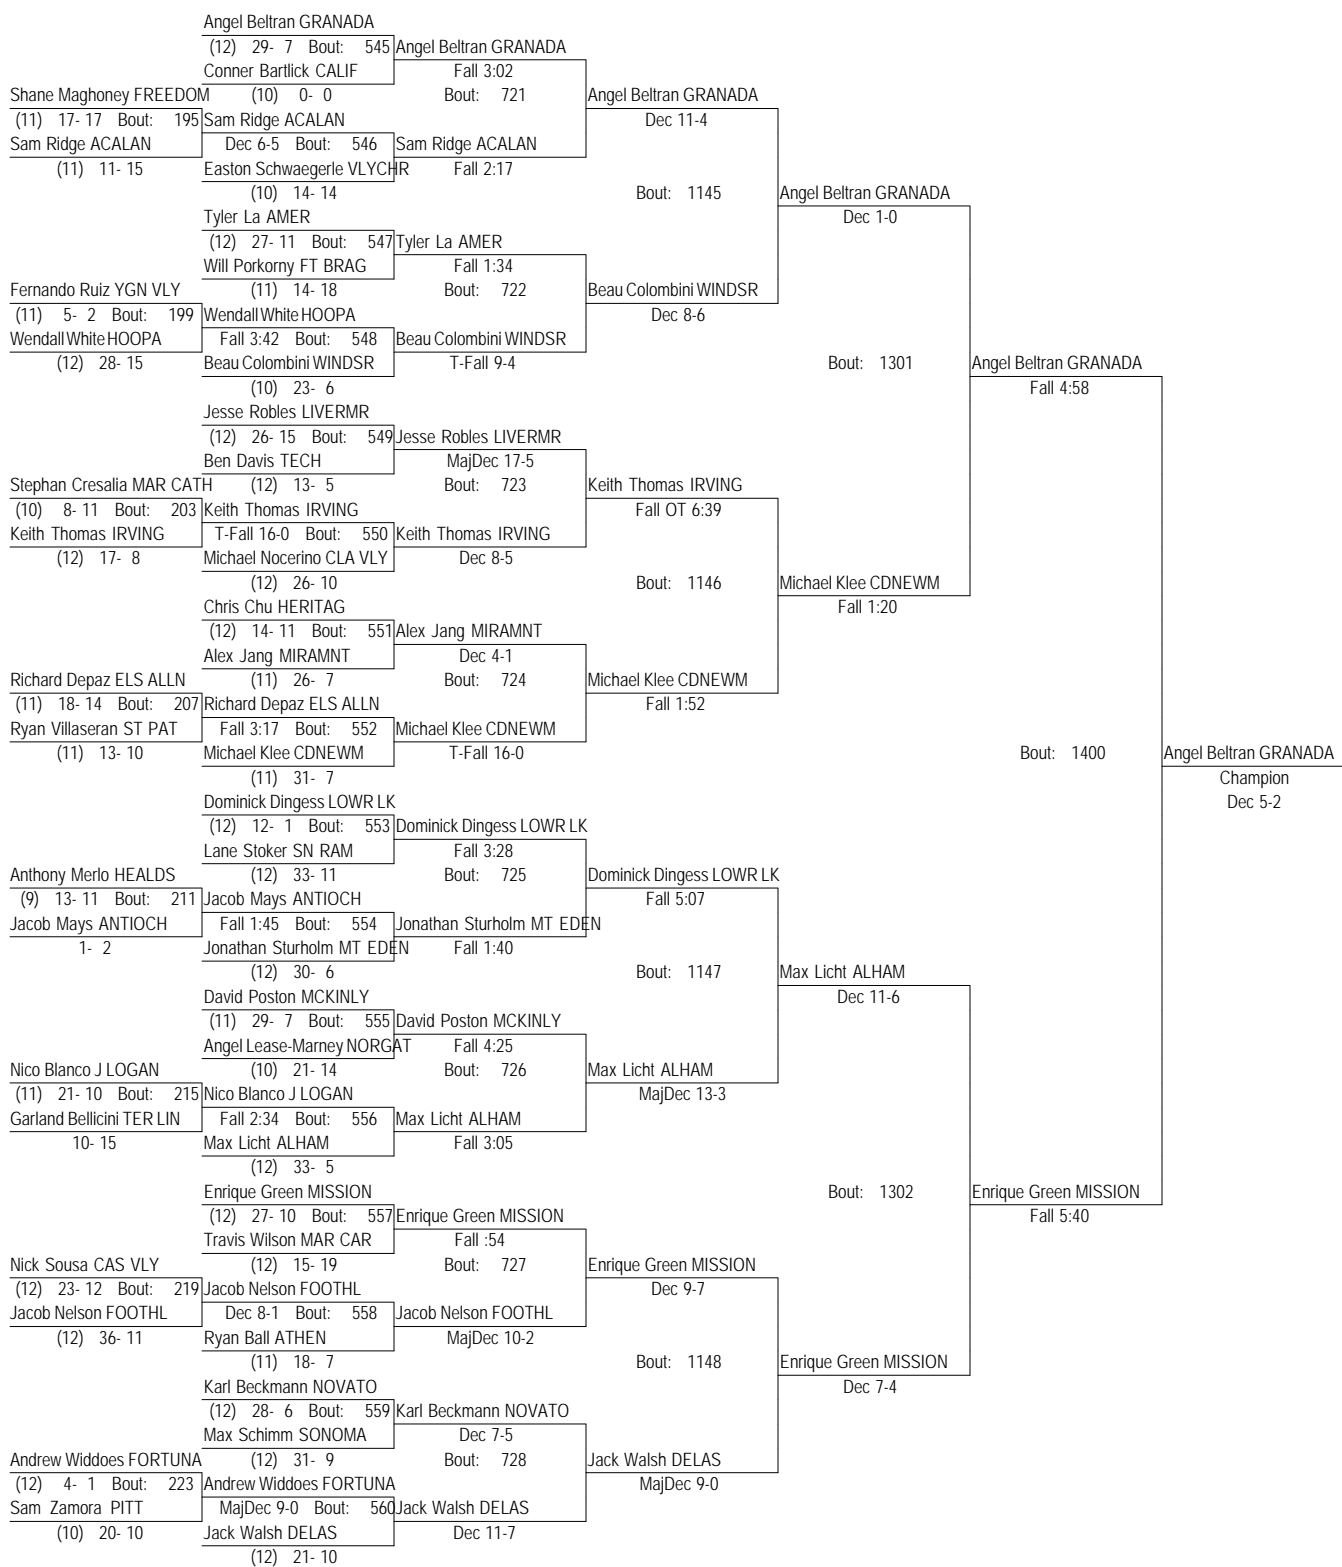 Angel Beltran GRANADA
(12) 29- 7 Bout: 545 Angel Beltran GRANADA
Conner Bartlick CALIF Fall 3:02
Shane Maghoney FREEDOM (10) 0- 0 Bout: 721 Angel Beltran GRANADA
(11) 17- 17 Bout: 195 Sam Ridge ACALAN Dec 11-4
Sam Ridge ACALAN Dec 6-5 Bout: 546 Sam Ridge ACALAN
(11) 11- 15 Easton Schwaegerle VLYCHR Fall 2:17
(10) 14- 14 Bout: 1145 Angel Beltran GRANADA
Tyler La AMER Dec 1-0
(12) 27- 11 Bout: 547 Tyler La AMER
Will Porkorny FT BRAG Fall 1:34
Fernando Ruiz YGN VLY (11) 14- 18 Bout: 722 Beau Colombini WINDSR
(11) 5- 2 Bout: 199 Wendall White HOOPA Dec 8-6
Wendall White HOOPA Fall 3:42 Bout: 548 Beau Colombini WINDSR
(12) 28- 15 Beau Colombini WINDSR T-Fall 9-4 Bout: 1301 Angel Beltran GRANADA
(10) 23- 6 Fall 4:58
Jesse Robles LIVERMR
(12) 26- 15 Bout: 549 Jesse Robles LIVERMR
Ben Davis TECH MajDec 17-5
Stephan Cresalia MAR CATH (12) 13- 5 Bout: 723 Keith Thomas IRVING
(10) 8- 11 Bout: 203 Keith Thomas IRVING Fall OT 6:39
Keith Thomas IRVING T-Fall 16-0 Bout: 550 Keith Thomas IRVING
(12) 17- 8 Michael Nocerino CLA VLY Dec 8-5
(12) 26- 10 Bout: 1146 Michael Klee CDNEWM
Chris Chu HERITAG Fall 1:20
(12) 14- 11 Bout: 551 Alex Jang MIRAMNT
Alex Jang MIRAMNT Dec 4-1
Richard Depaz ELS ALLN (11) 26- 7 Bout: 724 Michael Klee CDNEWM
(11) 18- 14 Bout: 207 Richard Depaz ELS ALLN Fall 1:52
Ryan Villaseran ST PAT Fall 3:17 Bout: 552 Michael Klee CDNEWM
(11) 13- 10 Michael Klee CDNEWM T-Fall 16-0 Bout: 1400 Angel Beltran GRANADA
(11) 31- 7 Champion
Dominick Dingess LOWR LK Dec 5-2
(12) 12- 1 Bout: 553 Dominick Dingess LOWR LK
Lane Stoker SN RAM Fall 3:28
Anthony Merlo HEALDS (12) 33- 11 Bout: 725 Dominick Dingess LOWR LK
(9) 13- 11 Bout: 211 Jacob Mays ANTIOCH Fall 5:07
Jacob Mays ANTIOCH Fall 1:45 Bout: 554 Jonathan Sturholm MT EDEN
1- 2 Jonathan Sturholm MT EDEN Fall 1:40
(12) 30- 6 Bout: 1147 Max Licht ALHAM
David Poston MCKINLY Dec 11-6
(11) 29- 7 Bout: 555 David Poston MCKINLY
Angel Lease-Marney NORGAT Fall 4:25
Nico Blanco J LOGAN (10) 21- 14 Bout: 726 Max Licht ALHAM
(11) 21- 10 Bout: 215 Nico Blanco J LOGAN MajDec 13-3
Garland Bellicini TER LIN Fall 2:34 Bout: 556 Max Licht ALHAM
10- 15 Max Licht ALHAM Fall 3:05
(12) 33- 5
Enrique Green MISSION Bout: 1302 Enrique Green MISSION
(12) 27- 10 Bout: 557 Enrique Green MISSION Fall 5:40
Travis Wilson MAR CAR Fall :54
Nick Sousa CAS VLY (12) 15- 19 Bout: 727 Enrique Green MISSION
(12) 23- 12 Bout: 219 Jacob Nelson FOOTHL Dec 9-7
Jacob Nelson FOOTHL Dec 8-1 Bout: 558 Jacob Nelson FOOTHL
(12) 36- 11 Ryan Ball ATHEN MajDec 10-2
(11) 18- 7 Bout: 1148 Enrique Green MISSION
Karl Beckmann NOVATO Dec 7-4
(12) 28- 6 Bout: 559 Karl Beckmann NOVATO
Max Schimm SONOMA Dec 7-5
Andrew Widdoes FORTUNA (12) 31- 9 Bout: 728 Jack Walsh DELAS
(12) 4- 1 Bout: 223 Andrew Widdoes FORTUNA MajDec 9-0
Sam Zamora PITT MajDec 9-0 Bout: 560 Jack Walsh DELAS
(10) 20- 10 Jack Walsh DELAS Dec 11-7
(12) 21- 10